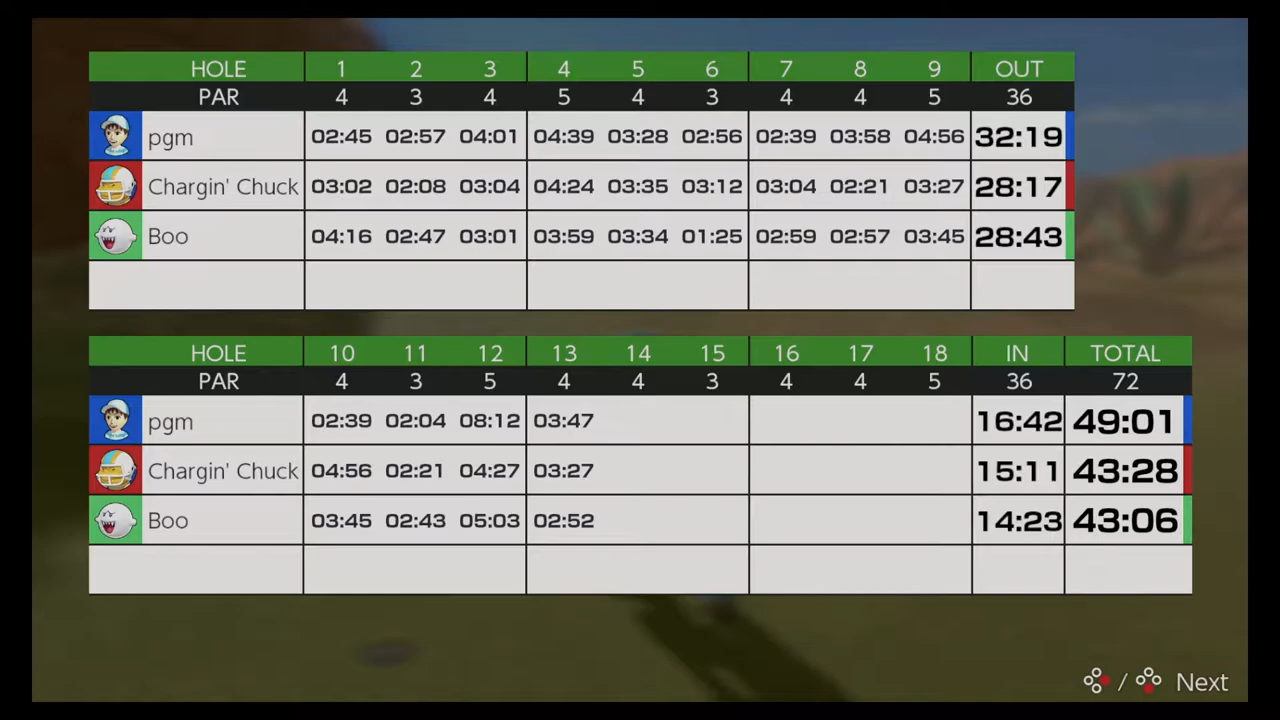 HOLE 1 2 3 4 5 6 7 8 9 OUT
PAR 4 3 4 5 4 3 4 4 5 36
pgm 02:45 02:57 04:01 04:39 03:28 02:56 02:39 03:58 04:56 32:19
Chargin' Chuck 03:02 02:08 03:04 04:24 03:35 03:12 03:04 02:21 03:27 28:17
Boo 04:16 02:47 03:01 03:59 03:34 01:25 02:59 02:57 03:45 28:43
HOLE 10 11 12 13 14 15 16 17 18 IN TOTAL
PAR 4 3 5 4 4 3 4 4 5 36 72
pgm 02:39 02:04 08:12 03:47 16:42 49:01
Chargin' Chuck 04:56 02:21 04:27 03:27 15:11 43:28
Boo 03:45 02:43 05:03 02:52 14:23 43:06
/ Next